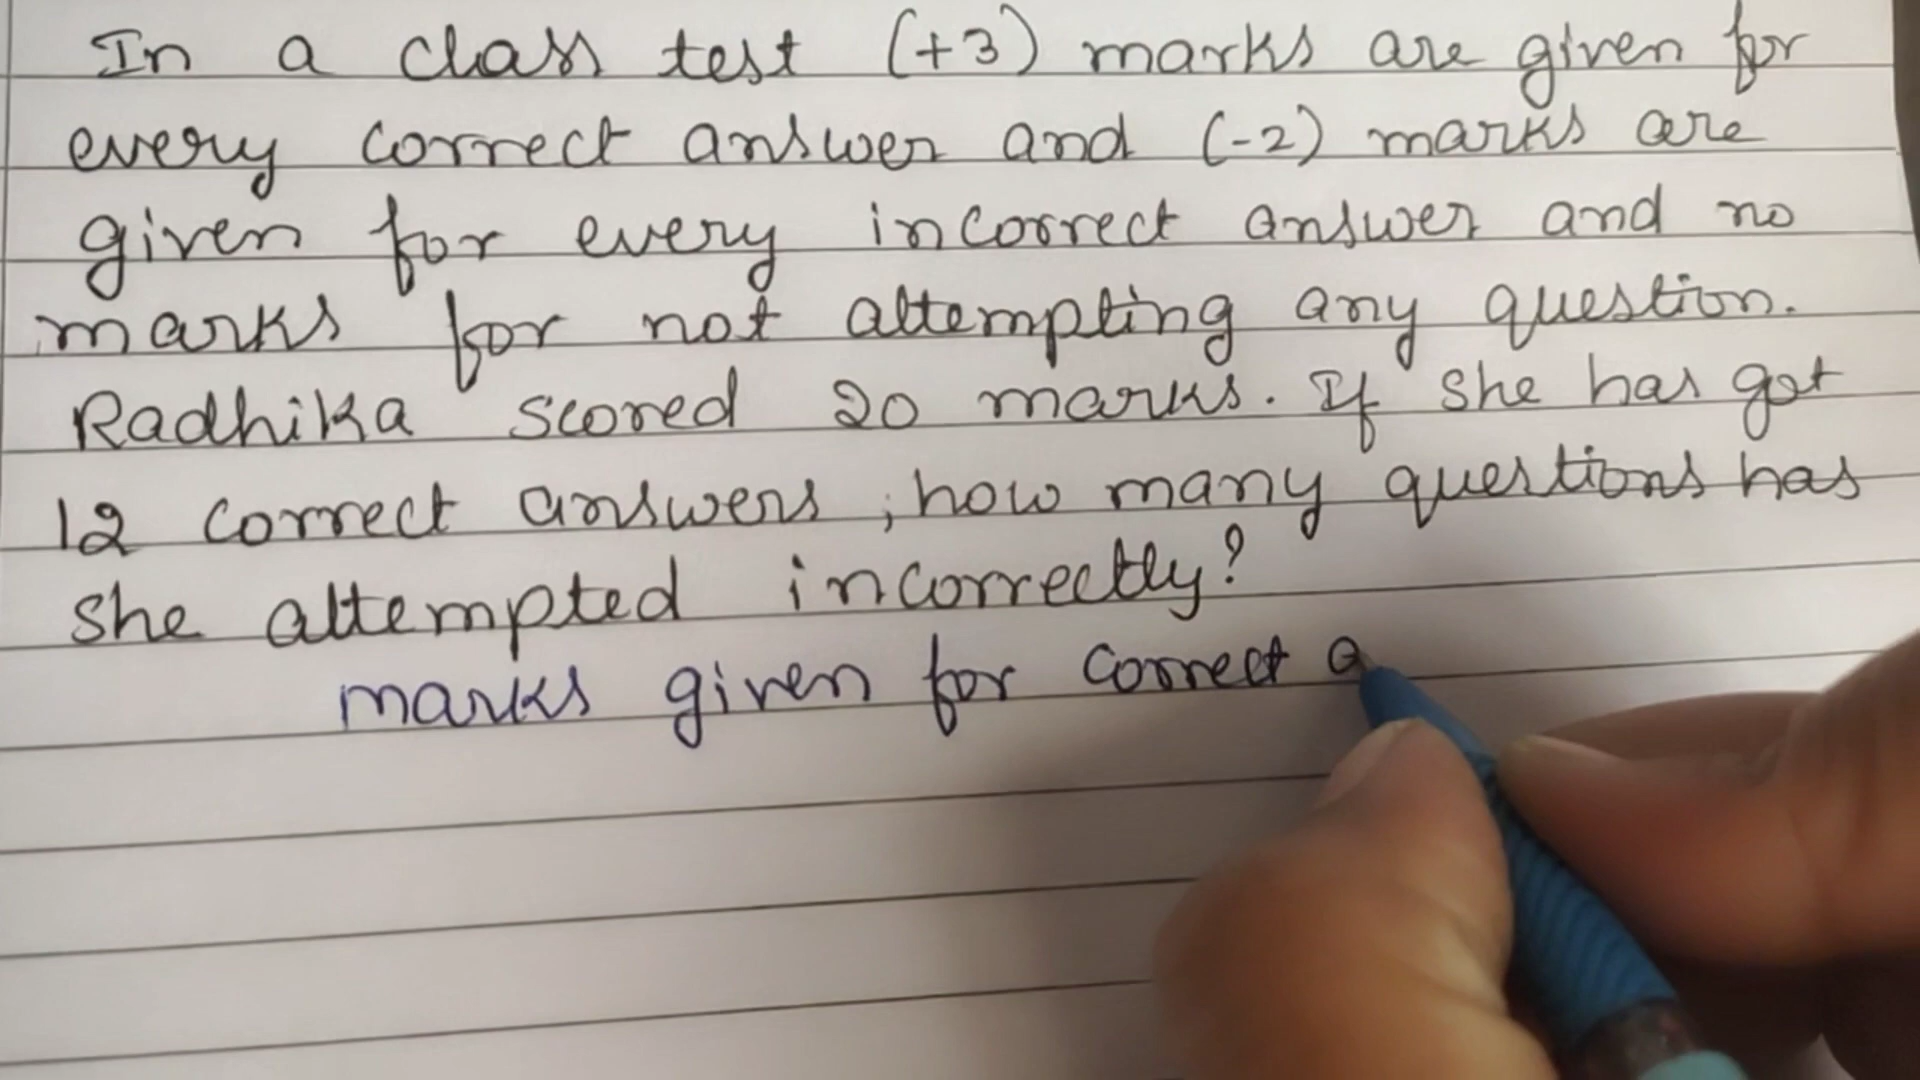 In a class test (+3) marks are given for
every correct answer and (-2) marks are
given for every incorrect answer and no
marks for not attempting any question.
Radhika scored 20 marks. If she has got
12 correct answers, how many questions has
she attempted incorrectly?
marks given for correct a